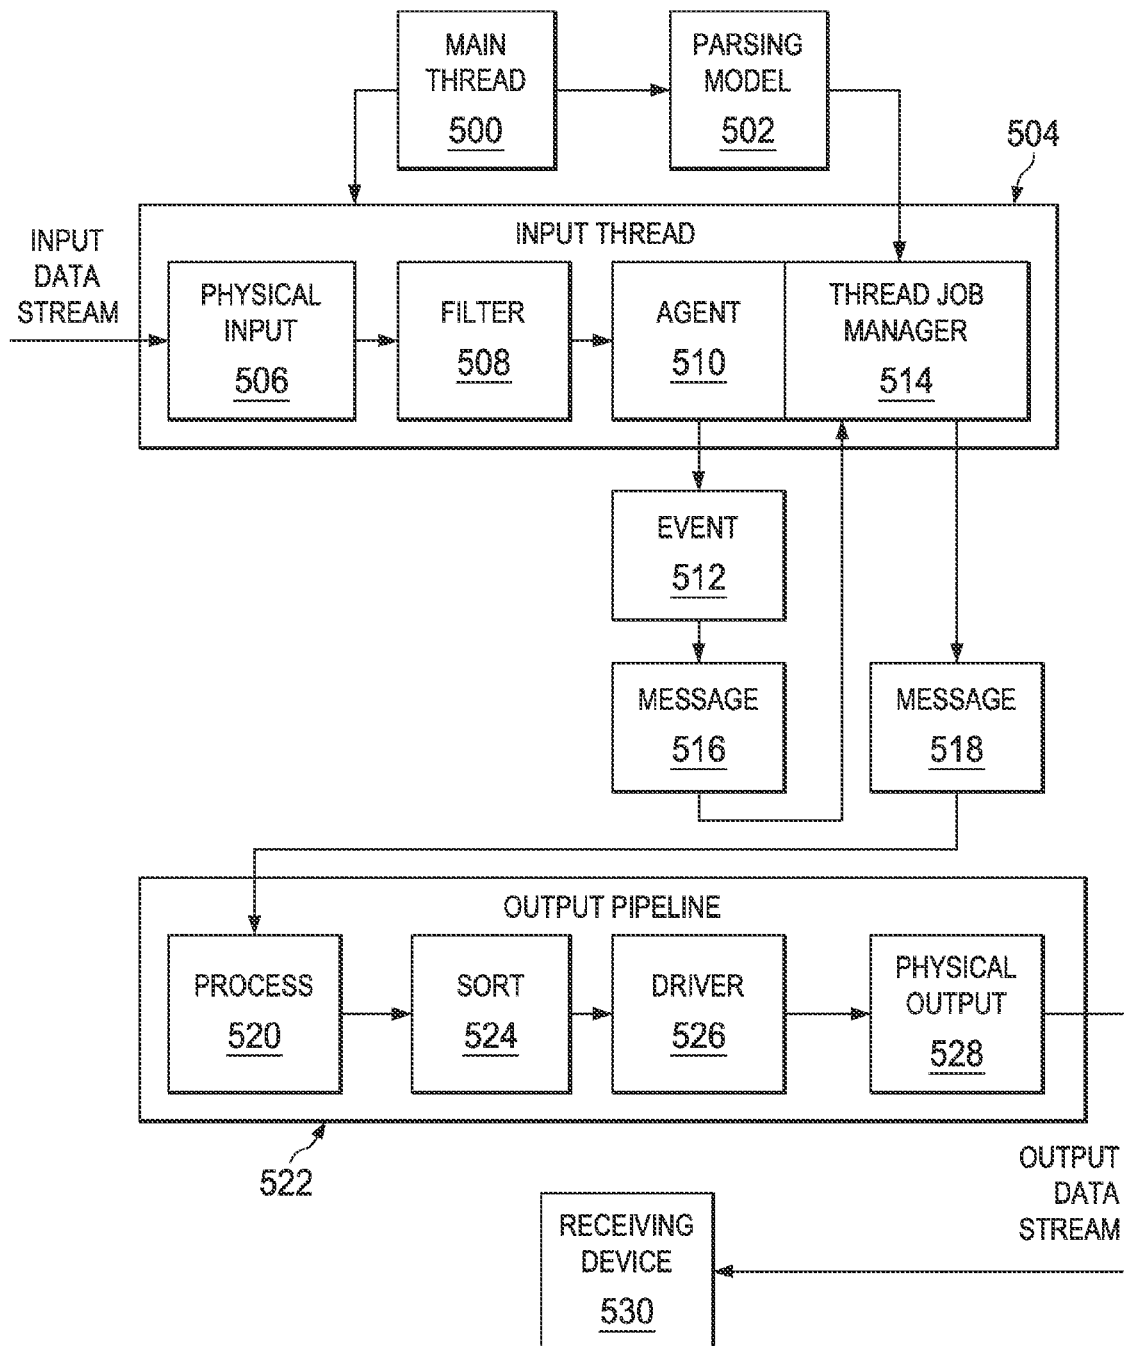 MAIN
THREAD
500
PARSING
MODEL
502
504
INPUT
DATA
STREAM
INPUT THREAD
PHYSICAL
INPUT
506
FILTER
508
AGENT
510
THREAD JOB
MANAGER
514
EVENT
512
MESSAGE
516
MESSAGE
518
OUTPUT PIPELINE
PROCESS
520
SORT
524
DRIVER
526
PHYSICAL
OUTPUT
528
522
OUTPUT
DATA
STREAM
RECEIVING
DEVICE
530